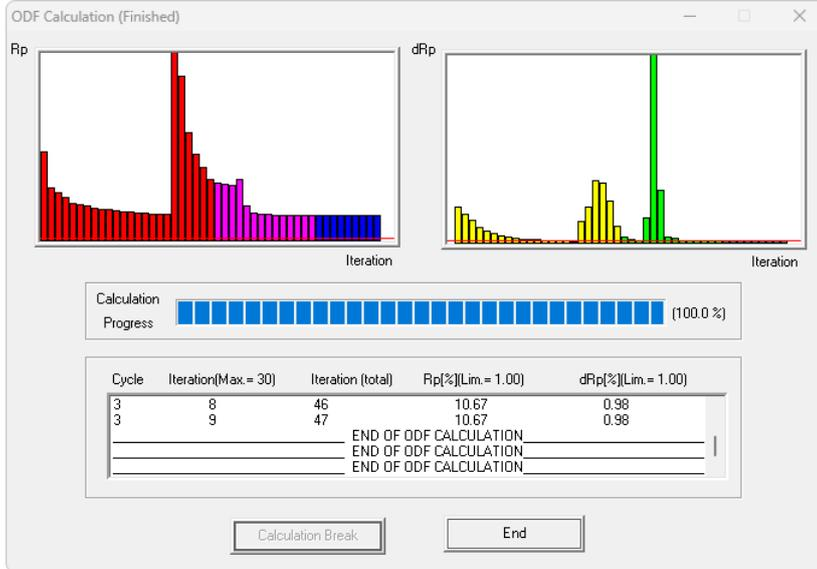 ODF Calculation (Finished)
Rp
dRp
Iteration
Iteration
Calculation
Progress
(100.0 %)
Cycle Iteration(Max.= 30) Iteration (total) Rp[%](Lim.= 1.00) dRp[%](Lim.= 1.00)
3 8 46 10.67 0.98
3 9 47 10.67 0.98
END OF ODF CALCULATION
END OF ODF CALCULATION
END OF ODF CALCULATION
Calculation Break
End